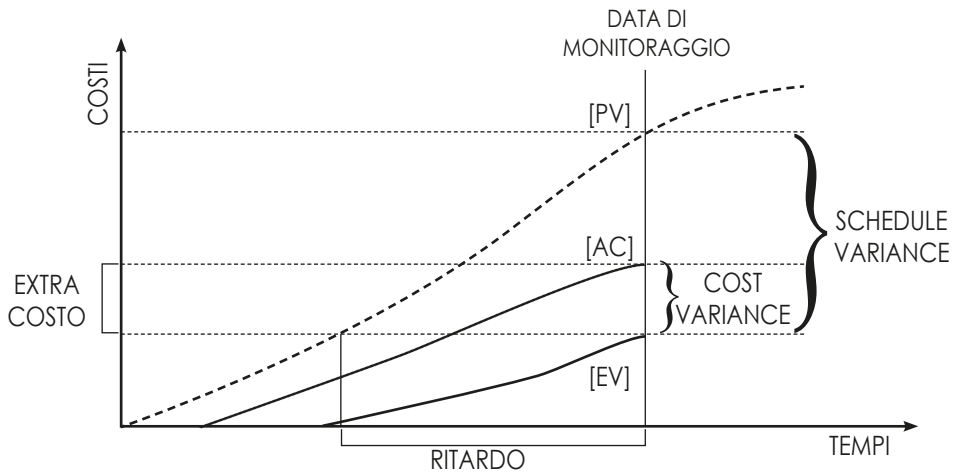 DATA DI
MONITORAGGIO
COSTI
[PV]
[AC]
SCHEDULE
VARIANCE
EXTRA
COSTO
COST
VARIANCE
[EV]
TEMPI
RITARDO